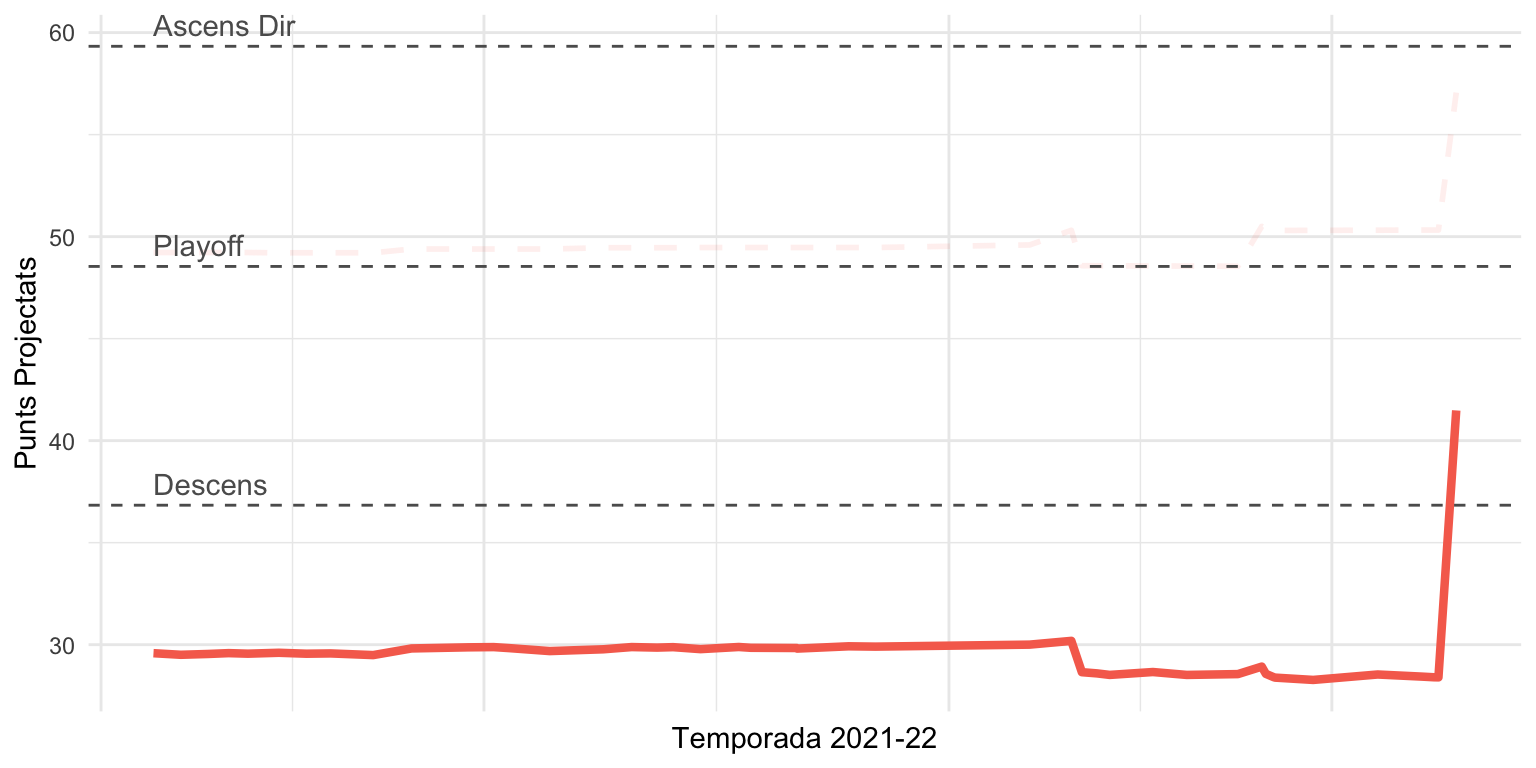 60
Ascens Dir
50
Playoff
Punts Projectats
40
Descens
30
Temporada 2021-22